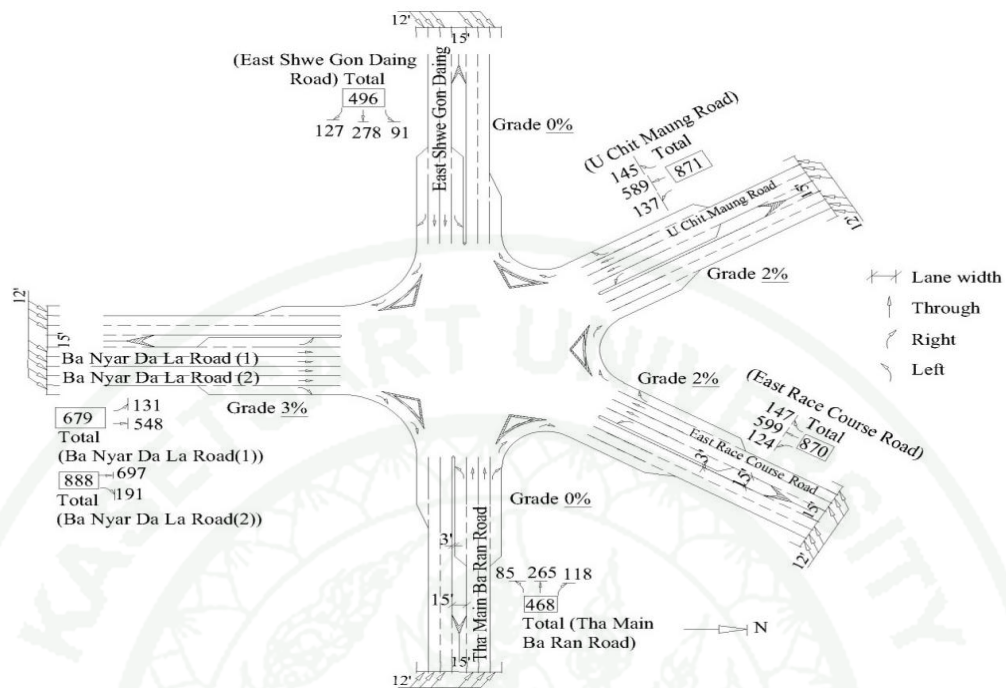 12'
15'
(East Shwe Gon Daing
Road) Total
496
127 278 91
East Shwe Gon Daing
Grade 0%
(U Chit Maung Road)
Total
145
589
137
871
U Chit Maung Road
15'
12'
Grade 2%
Lane width
Through
Right
Left
12'
15'
Ba Nyar Da La Road (1)
Ba Nyar Da La Road (2)
Grade 3%
679
131
548
Total
(Ba Nyar Da La Road(1))
888
697
191
Total
(Ba Nyar Da La Road(2))
Grade 2%
(East Race Course Road)
147
599
124
Total
870
East Race Course Road
3'
15'
15'
12'
Grade 0%
Tha Main Ba Ran Road
3'
15'
15'
12'
85 265 118
468
Total (Tha Main
Ba Ran Road)
N
KASETSART UNIVERSITY